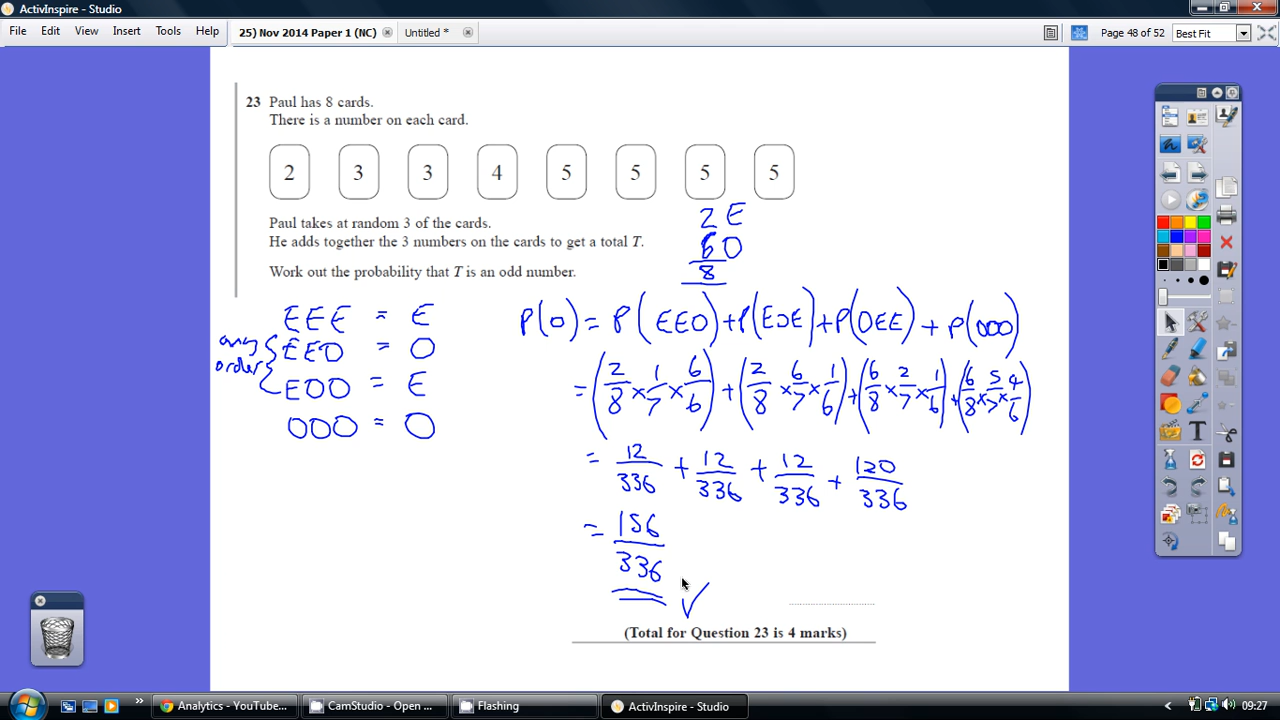 ActivInspire - Studio
File Edit View Insert Tools Help
25) Nov 2014 Paper 1 (NC) Untitled * Page 48 of 52 Best Fit
23 Paul has 8 cards.
There is a number on each card.
2 3 3 4 5 5 5 5
Paul takes at random 3 of the cards.
He adds together the 3 numbers on the cards to get a total T.
Work out the probability that T is an odd number.
2 E
6 O
8
EEE = E
any order { EEO = O
EOO = E
OOO = O
P(O) = P(EEO) + P(EOE) + P(OEE) + P(OOO)
= (2/8 × 1/7 × 6/6) + (2/8 × 6/7 × 1/6) + (6/8 × 2/7 × 1/6) + (6/8 × 5/7 × 4/6)
= 12/336 + 12/336 + 12/336 + 120/336
= 156/336 ✓
(Total for Question 23 is 4 marks)
Analytics - YouTube... CamStudio - Open ... Flashing ActivInspire - Studio 09:27